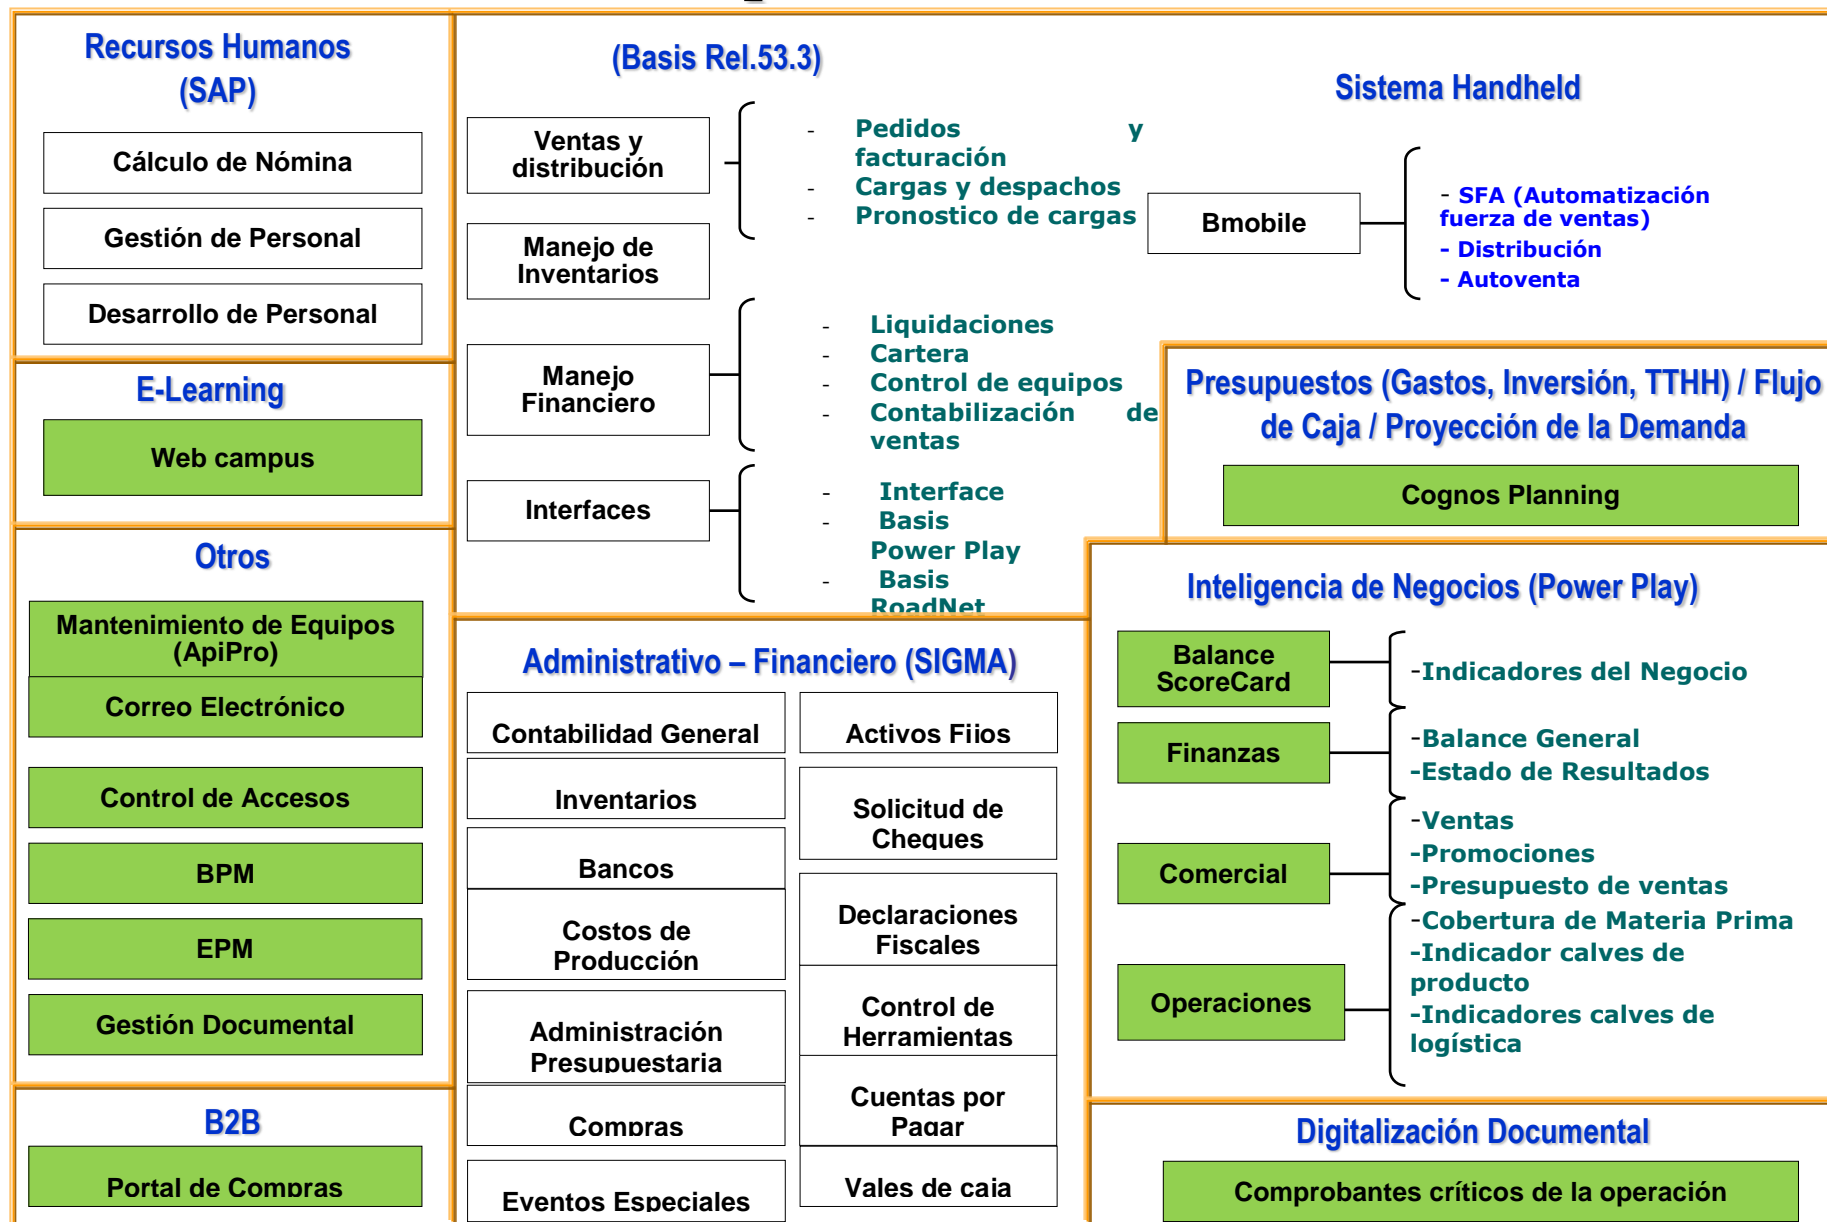 Recursos Humanos
(SAP)
Cálculo de Nómina
Gestión de Personal
Desarrollo de Personal
E-Learning
Web campus
Otros
Mantenimiento de Equipos
(ApiPro)
Correo Electrónico
Control de Accesos
BPM
EPM
Gestión Documental
B2B
Portal de Compras
(Basis Rel.53.3)
Ventas y
distribución
- Pedidos y
facturación
- Cargas y despachos
- Pronostico de cargas
Manejo de
Inventarios
Manejo
Financiero
- Liquidaciones
- Cartera
- Control de equipos
- Contabilización de
ventas
Interfaces
- Interface
- Basis
Power Play
- Basis
RoadNet
Sistema Handheld
Bmobile
- SFA (Automatización
fuerza de ventas)
- Distribución
- Autoventa
Presupuestos (Gastos, Inversión, TTHH) / Flujo
de Caja / Proyección de la Demanda
Cognos Planning
Administrativo – Financiero (SIGMA)
Contabilidad General
Inventarios
Bancos
Costos de
Producción
Administración
Presupuestaria
Compras
Eventos Especiales
Activos Fijos
Solicitud de
Cheques
Declaraciones
Fiscales
Control de
Herramientas
Cuentas por
Pagar
Vales de caja
Inteligencia de Negocios (Power Play)
Balance
ScoreCard
-Indicadores del Negocio
Finanzas
-Balance General
-Estado de Resultados
Comercial
-Ventas
-Promociones
-Presupuesto de ventas
Operaciones
-Cobertura de Materia Prima
-Indicador calves de
producto
-Indicadores calves de
logística
Digitalización Documental
Comprobantes críticos de la operación